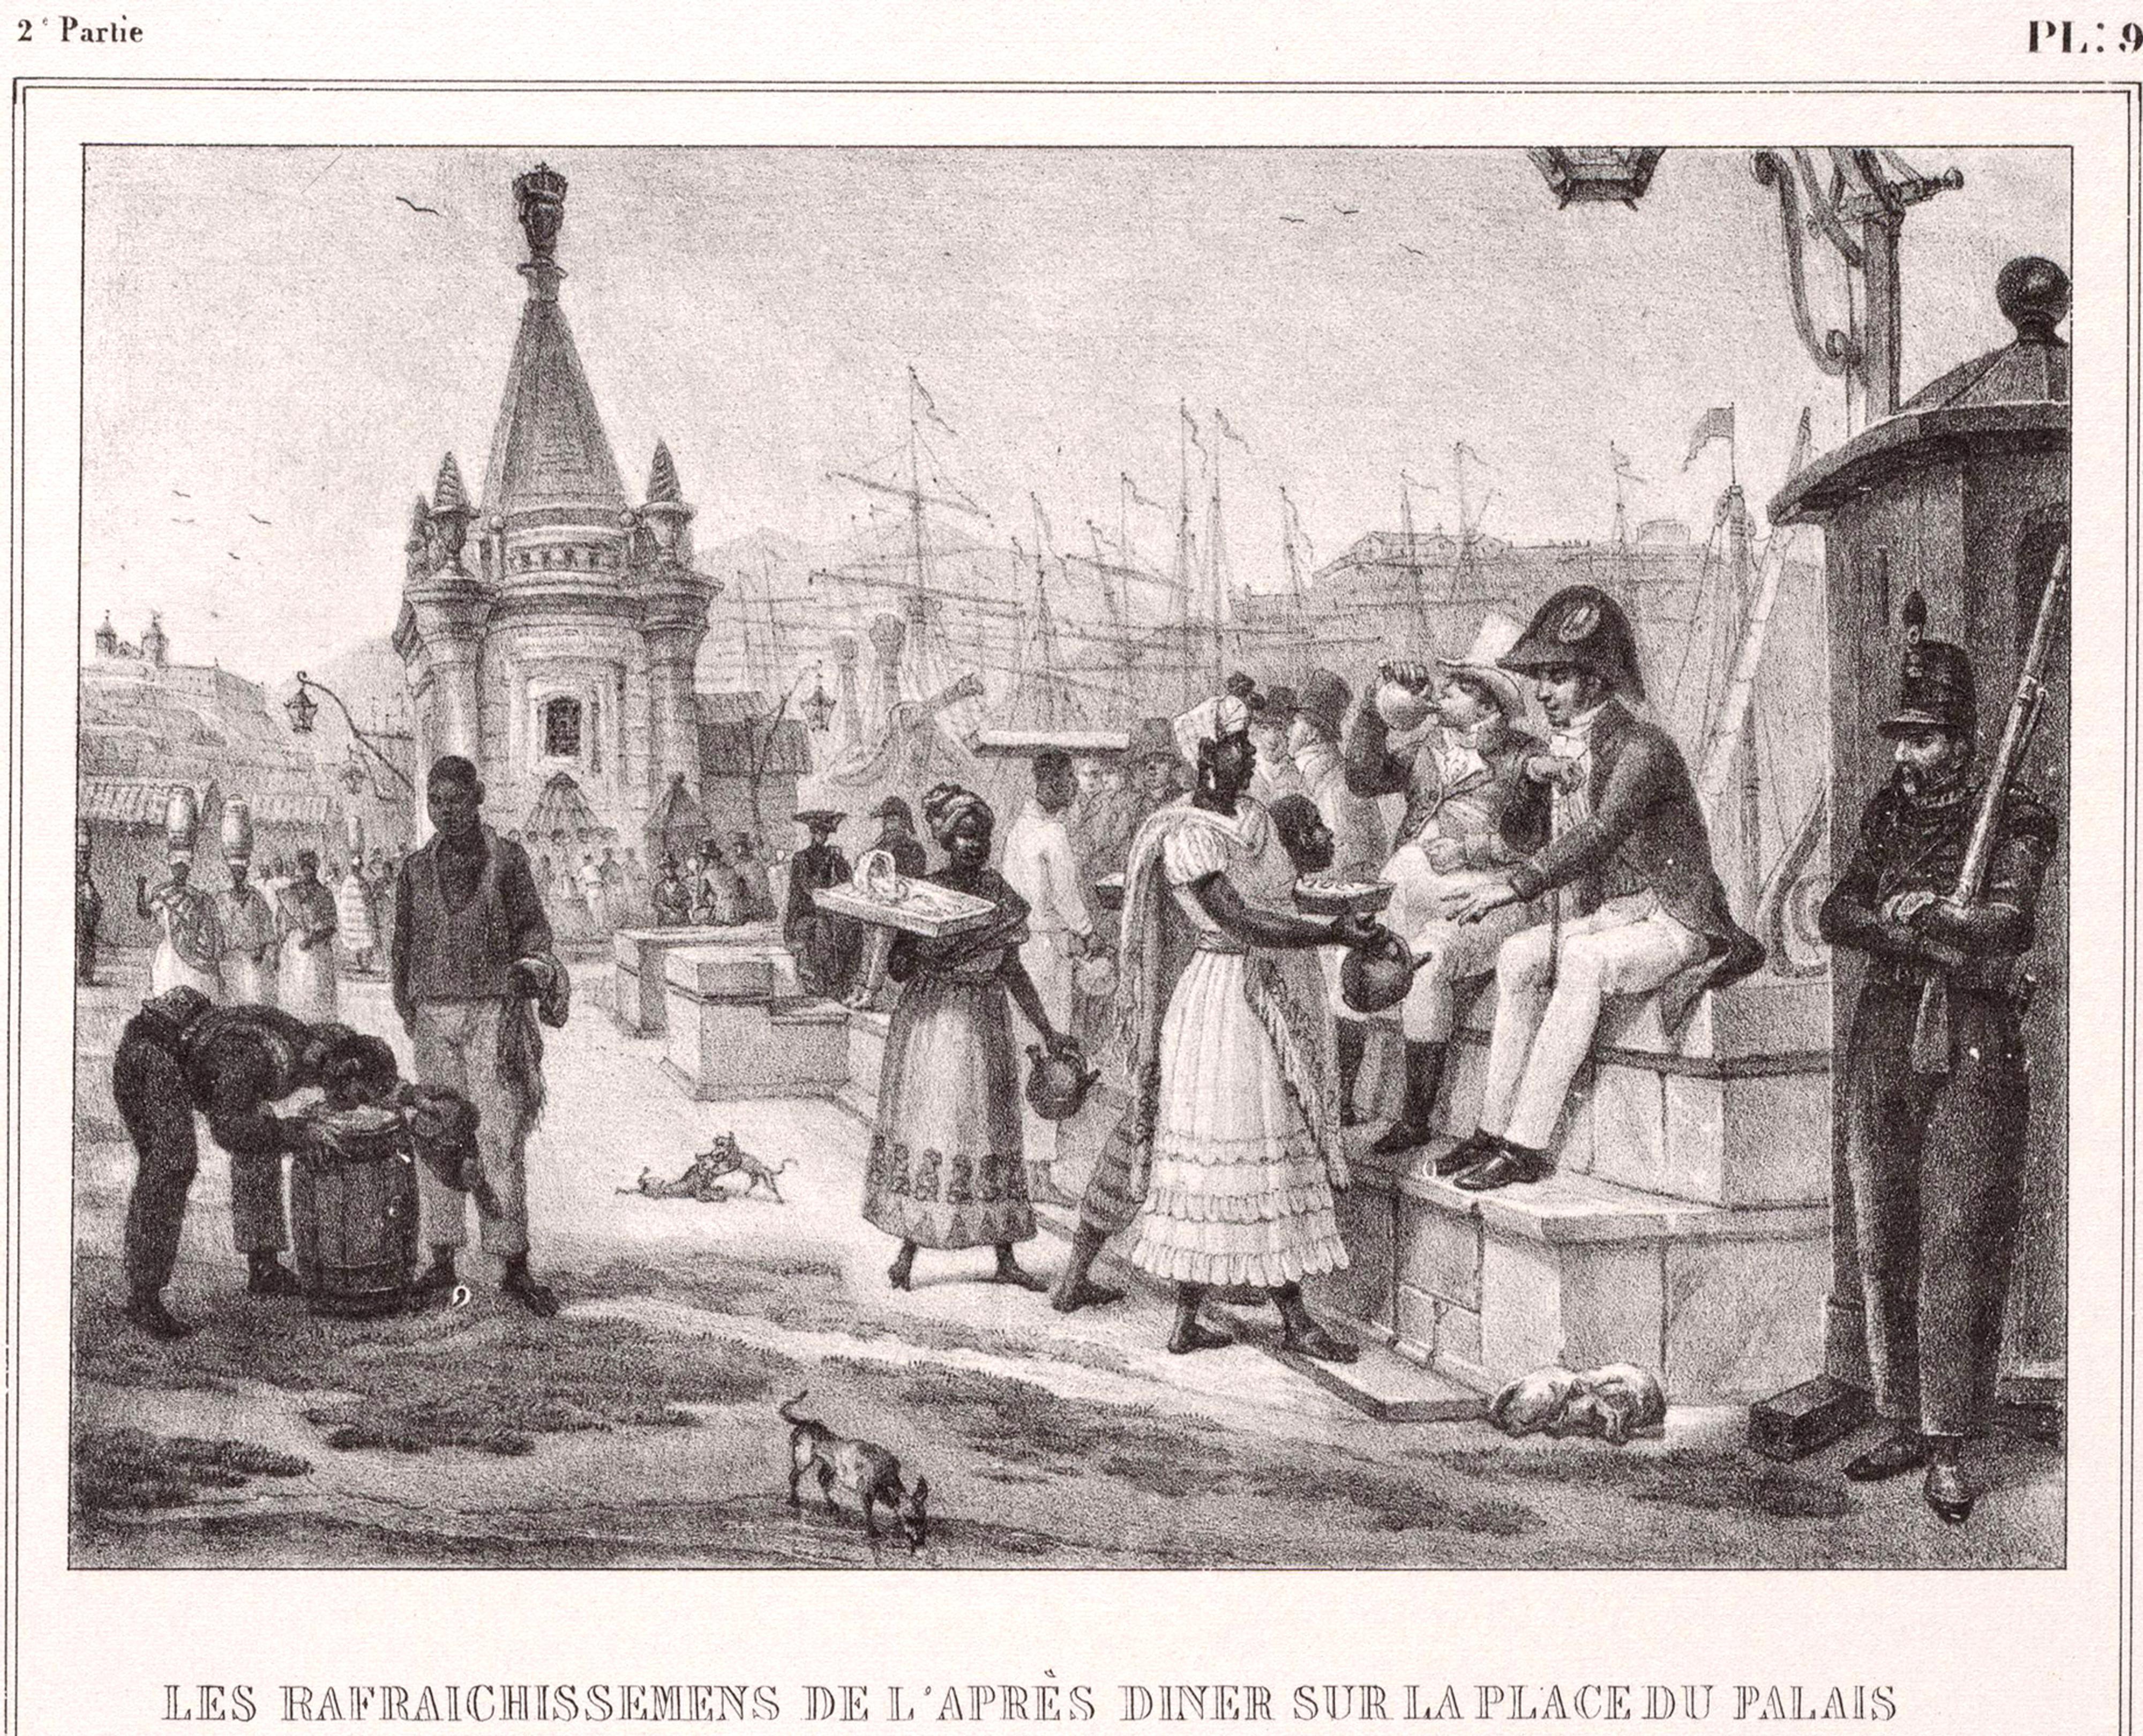 2ᵉ Partie
PL: 9
LES RAFRAICHISSEMENS DE L'APRÈS DINER SUR LA PLACE DU PALAIS